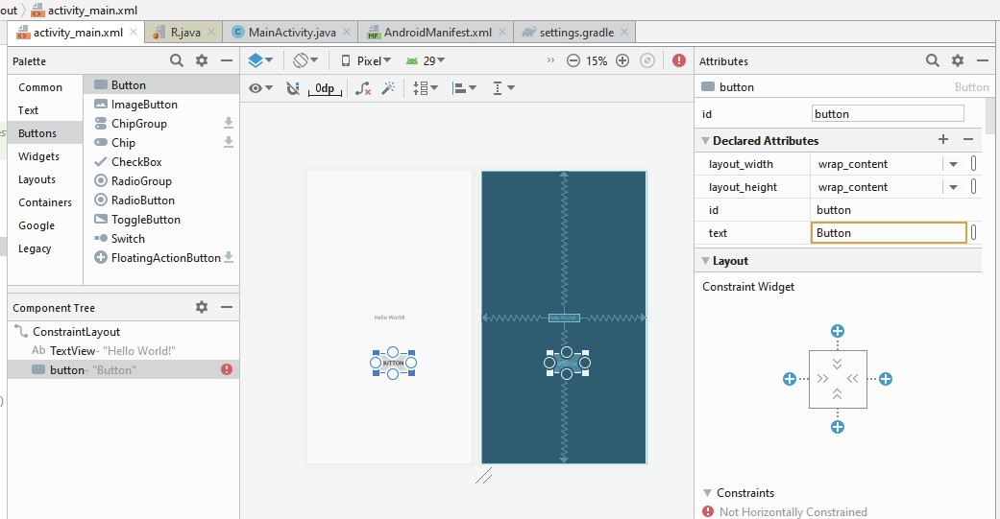 out activity_main.xml
activity_main.xml R.java MainActivity.java AndroidManifest.xml settings.gradle
Palette
Common
Text
Buttons
Widgets
Layouts
Containers
Google
Legacy
Button
ImageButton
ChipGroup
Chip
CheckBox
RadioGroup
RadioButton
ToggleButton
Switch
FloatingActionButton
Component Tree
ConstraintLayout
Ab TextView- "Hello World!"
button- "Button"
Pixel 29 » 15%
0dp
Hello World!
BUTTON
Hello World!
BUTTON
Attributes
button Button
id button
Declared Attributes
layout_width wrap_content
layout_height wrap_content
id button
text Button
Layout
Constraint Widget
Constraints
Not Horizontally Constrained